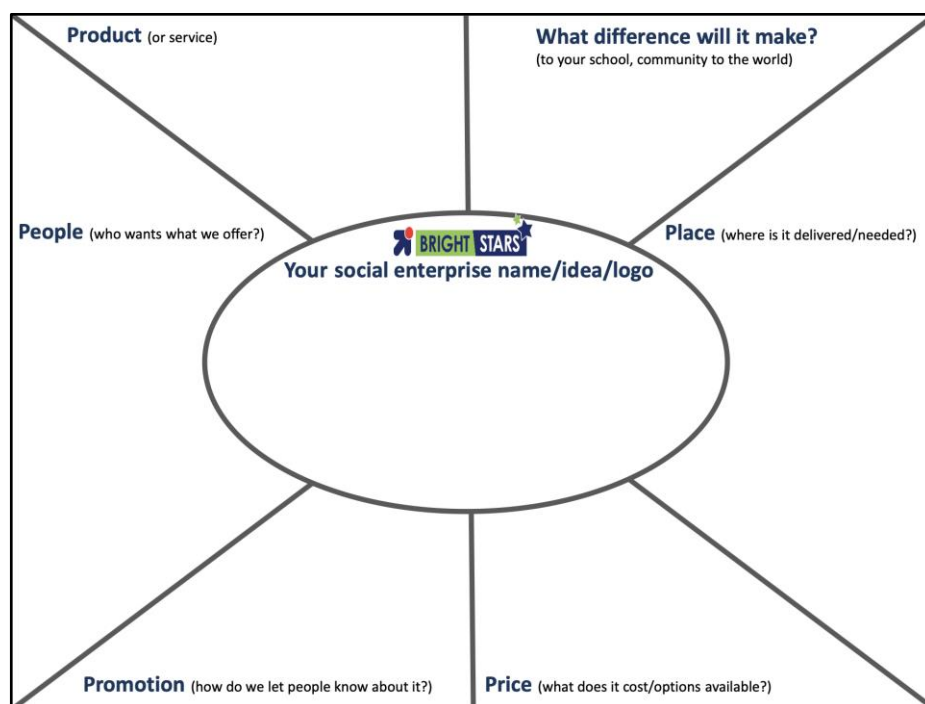 Product (or service)
What difference will it make?
(to your school, community to the world)
People (who wants what we offer?)
Place (where is it delivered/needed?)
BRIGHT STARS
Your social enterprise name/idea/logo
Promotion (how do we let people know about it?)
Price (what does it cost/options available?)